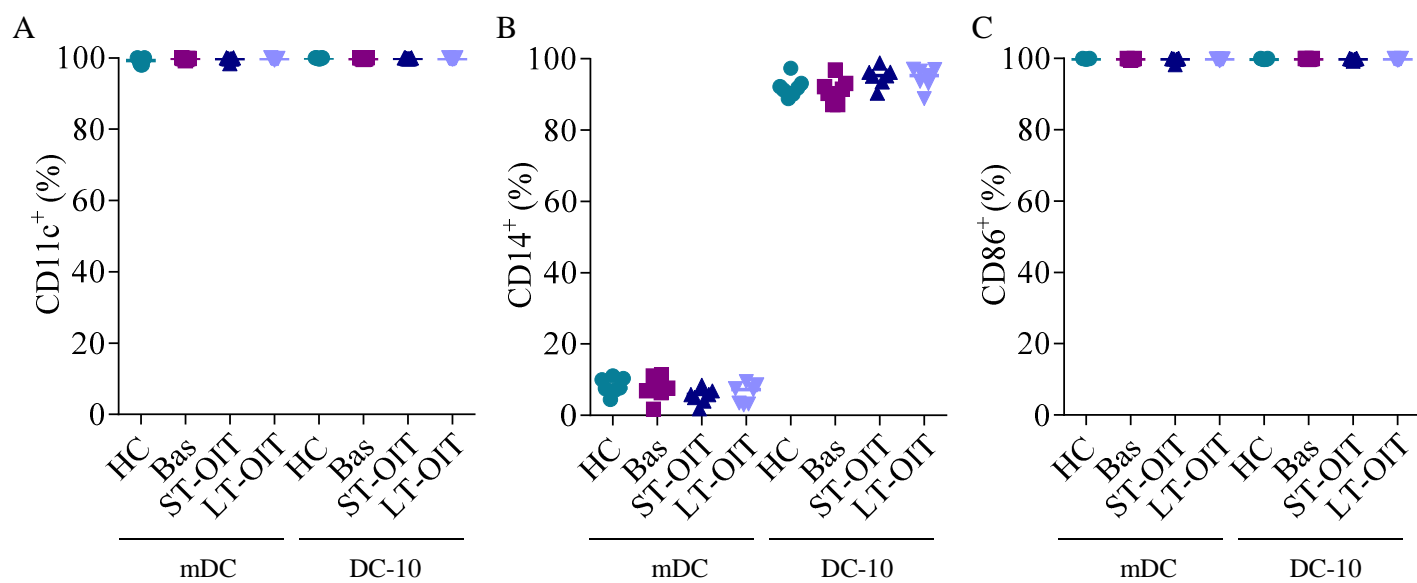 A
CD11c+ (%)
100
80
60
40
20
0
HC
Bas
ST-OIT
LT-OIT
HC
Bas
ST-OIT
LT-OIT
mDC
DC-10
B
CD14+ (%)
100
80
60
40
20
0
HC
Bas
ST-OIT
LT-OIT
HC
Bas
ST-OIT
LT-OIT
mDC
DC-10
C
CD86+ (%)
100
80
60
40
20
0
HC
Bas
ST-OIT
LT-OIT
HC
Bas
ST-OIT
LT-OIT
mDC
DC-10